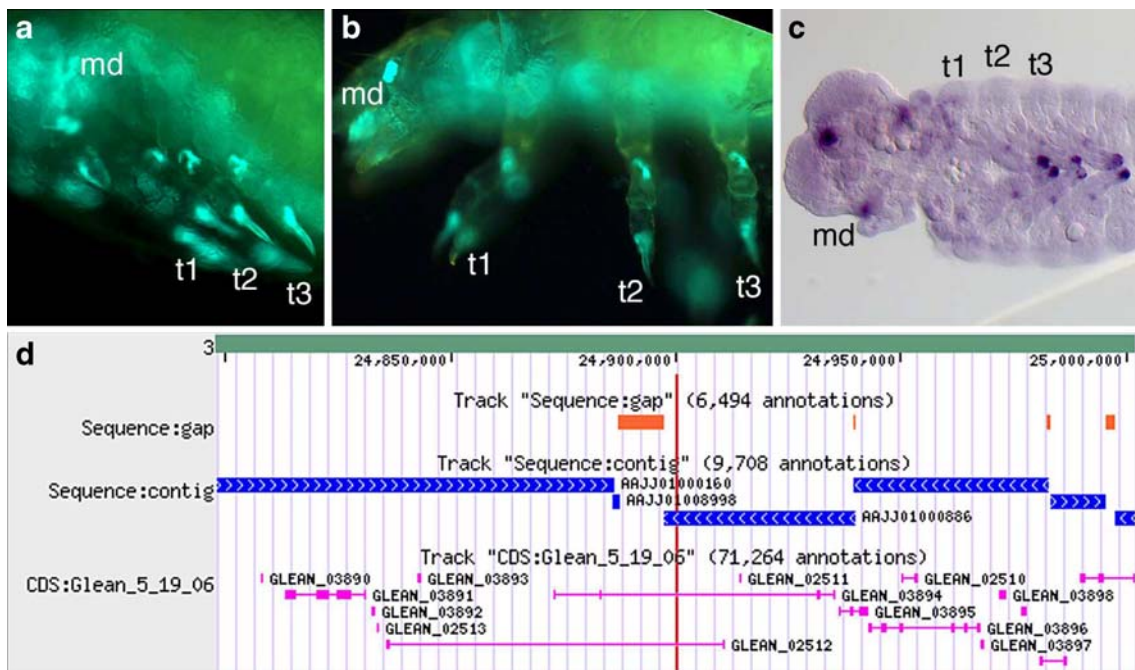 a
md
t1
t2
t3
b
md
t1
t2
t3
c
t1
t2
t3
md
d
3
24,850,000
24,900,000
24,950,000
25,000,000
Track "Sequence:gap" (6,494 annotations)
Sequence:gap
Track "Sequence:contig" (9,708 annotations)
Sequence:contig
AAJJ01000160
AAJJ01008998
AAJJ01000886
Track "CDS:Glean_5_19_06" (71,264 annotations)
CDS:Glean_5_19_06
GLEAN_03890
GLEAN_03893
GLEAN_02511
GLEAN_02510
GLEAN_03891
GLEAN_03894
GLEAN_03898
GLEAN_03892
GLEAN_03895
GLEAN_02513
GLEAN_03896
GLEAN_02512
GLEAN_03897